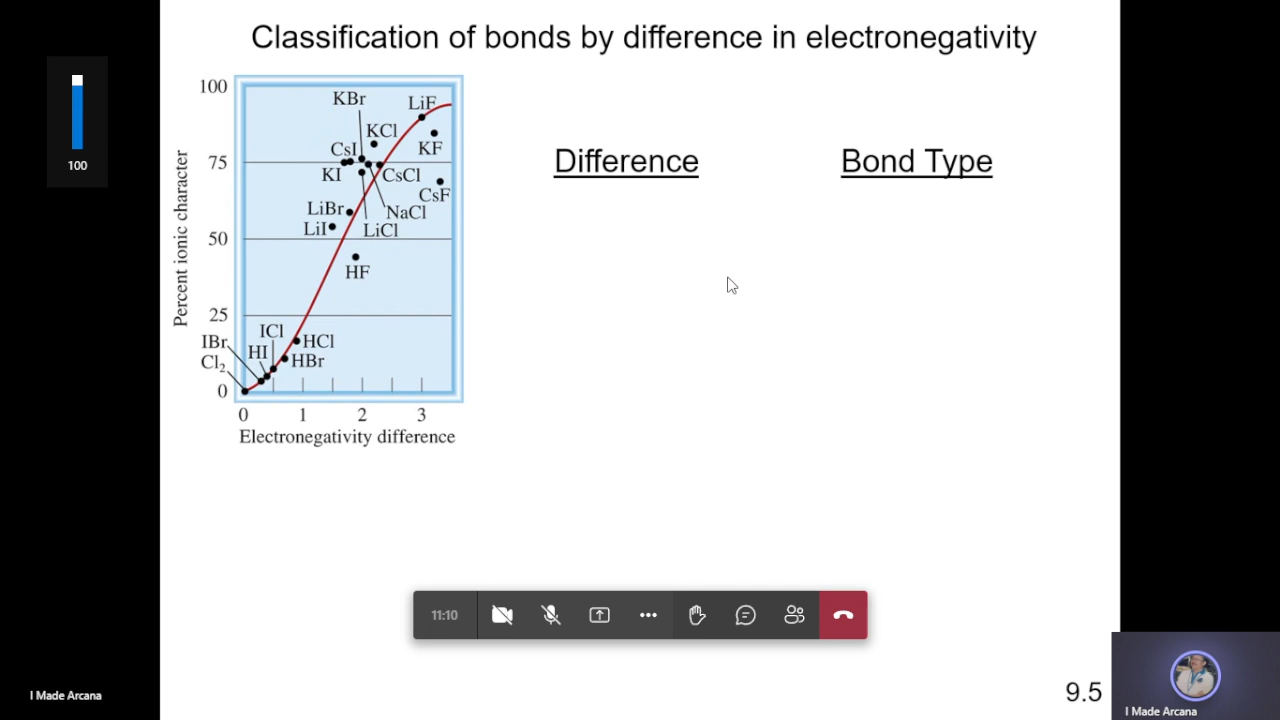 Classification of bonds by difference in electronegativity
100
100
75
50
25
0
Percent ionic character
KBr
LiF
KCl
KF
CsI
KI
CsCl
CsF
LiBr
NaCl
LiI
LiCl
HF
ICl
IBr
HI
HCl
Cl2
HBr
0 1 2 3
Electronegativity difference
Difference Bond Type
11:10
9.5
I Made Arcana
I Made Arcana